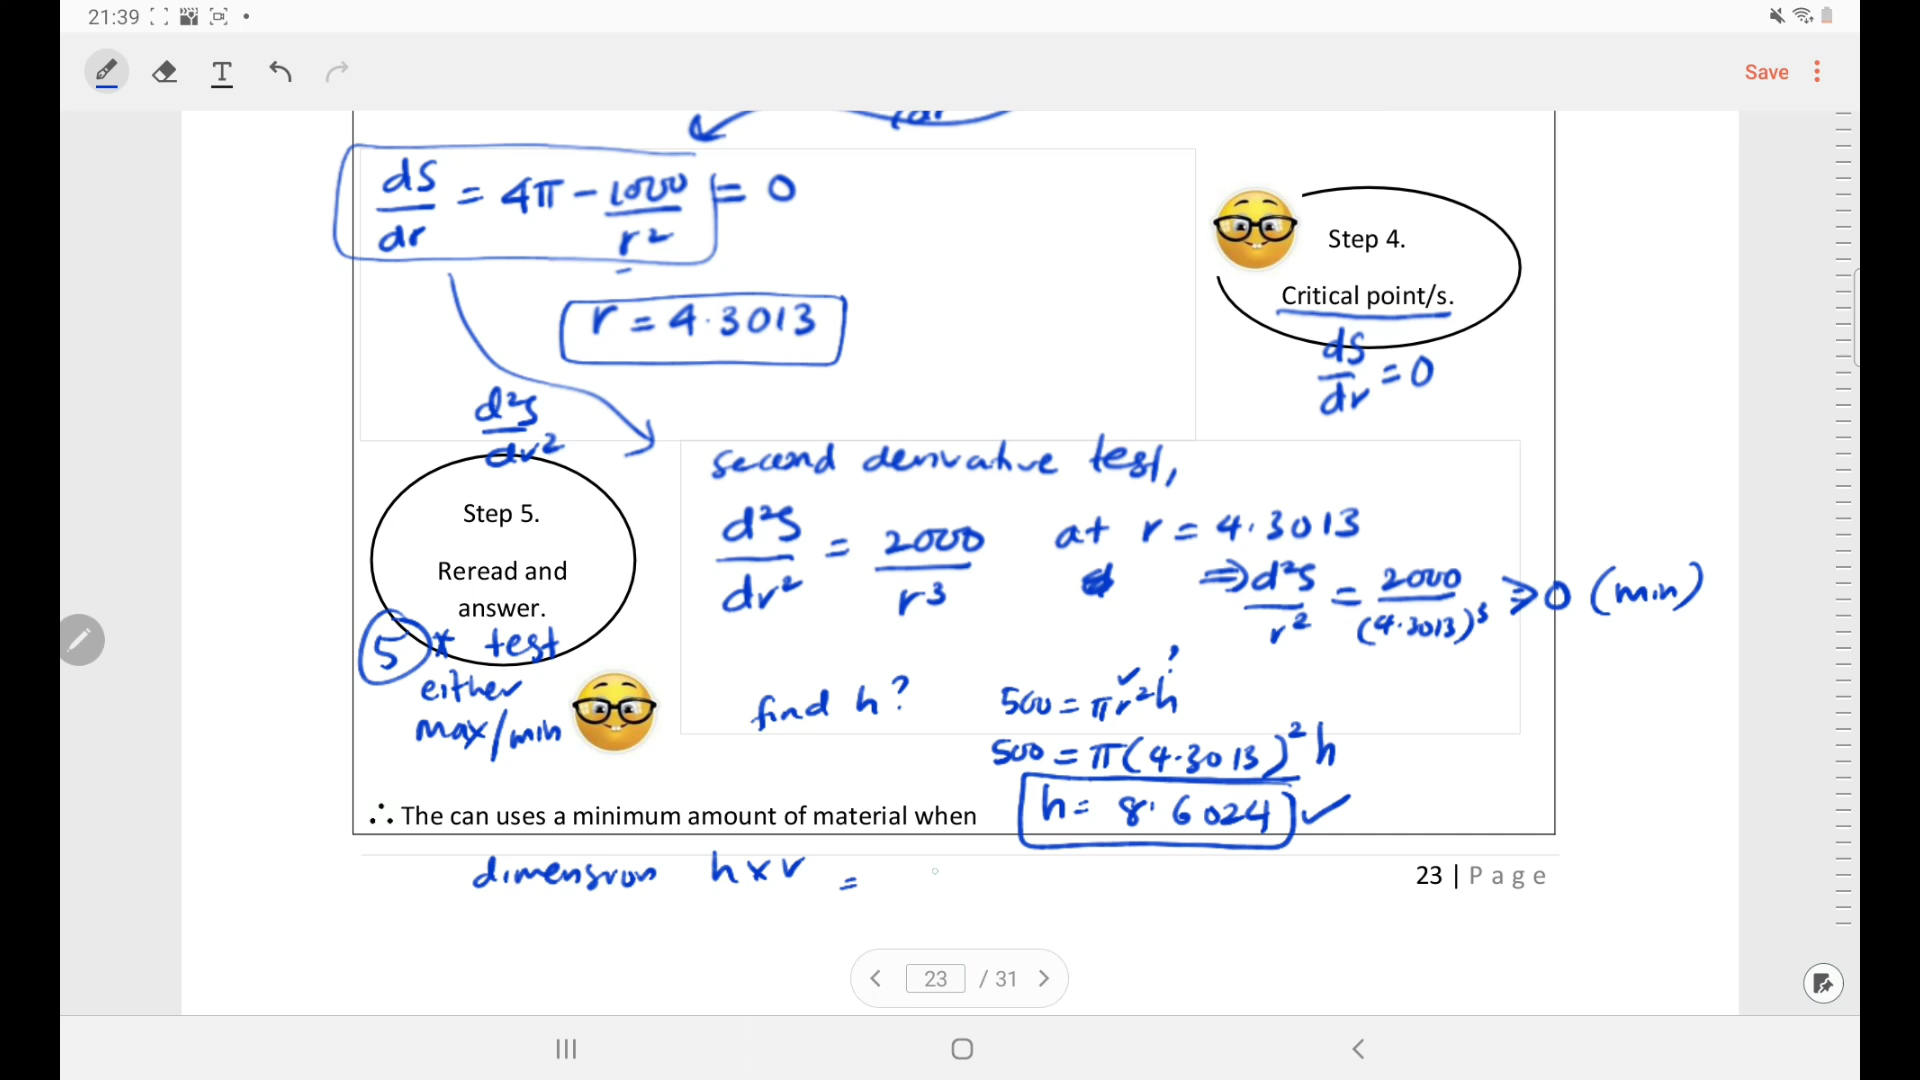 21:39
Save
dS/dr = 4π - 1000/r² = 0
Step 4.
Critical point/s.
r = 4.3013
dS/dr = 0
d²S/dr²
second derivative test,
Step 5.
Reread and
answer.
d²S/dr² = 2000/r³ at r = 4.3013
⇒ d²S/r² = 2000/(4.3013)³ ⩾ 0 (min)
5 * test
either
max/min
find h?
500 = πr²h ?
500 = π(4.3013)² h
h = 8.6024 ✓
∴ The can uses a minimum amount of material when
dimension h x r =
23 | Page
23 / 31